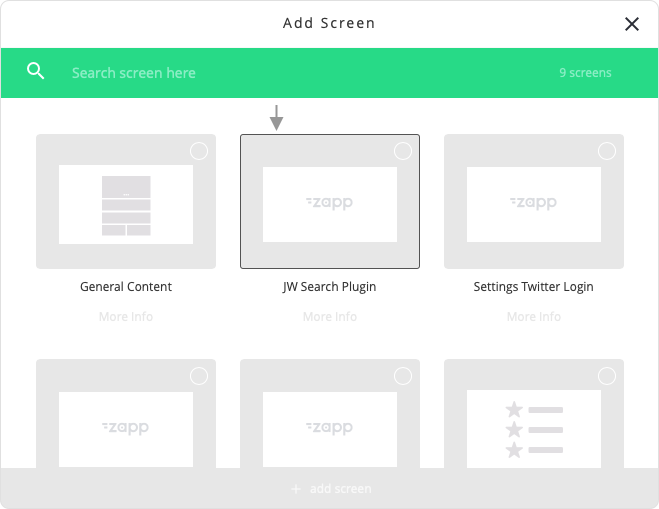 Add Screen
Search screen here
9 screens
zapp
zapp
General Content
JW Search Plugin
Settings Twitter Login
More Info
More Info
More Info
zapp
zapp
+ add screen